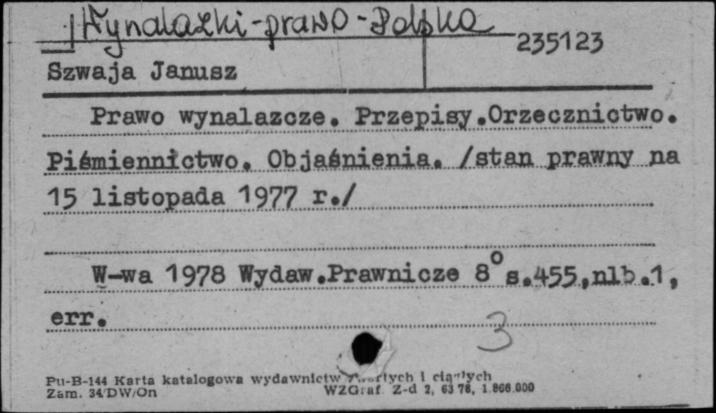 Wynalazki-prawo-Polska
235123
Szwaja Janusz
Prawo wynalazcze. Przepisy.Orzecznictwo.
Piśmiennictwo. Objaśnienia. /stan prawny na
15 listopada 1977 r./
W-wa 1978 Wydaw.Prawnicze 8° s.455,nlb.1,
err.
3
Pu-B-144 Karta katalogowa wydawnictw zwartych i ciągłych
Zam. 34/DW/On WZGraf. Z-d 2, 63 78, 1.866.000